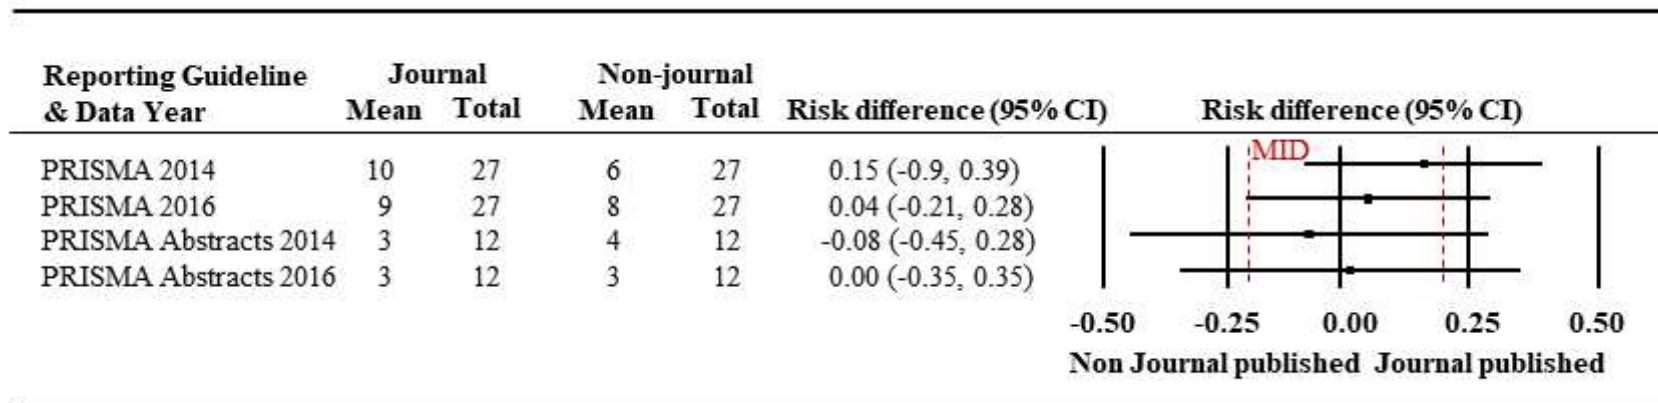 Reporting Guideline Journal Non-journal
& Data Year Mean Total Mean Total Risk difference (95% CI) Risk difference (95% CI)
MID
PRISMA 2014 10 27 6 27 0.15 (-0.9, 0.39)
PRISMA 2016 9 27 8 27 0.04 (-0.21, 0.28)
PRISMA Abstracts 2014 3 12 4 12 -0.08 (-0.45, 0.28)
PRISMA Abstracts 2016 3 12 3 12 0.00 (-0.35, 0.35)
-0.50 -0.25 0.00 0.25 0.50
Non Journal published Journal published